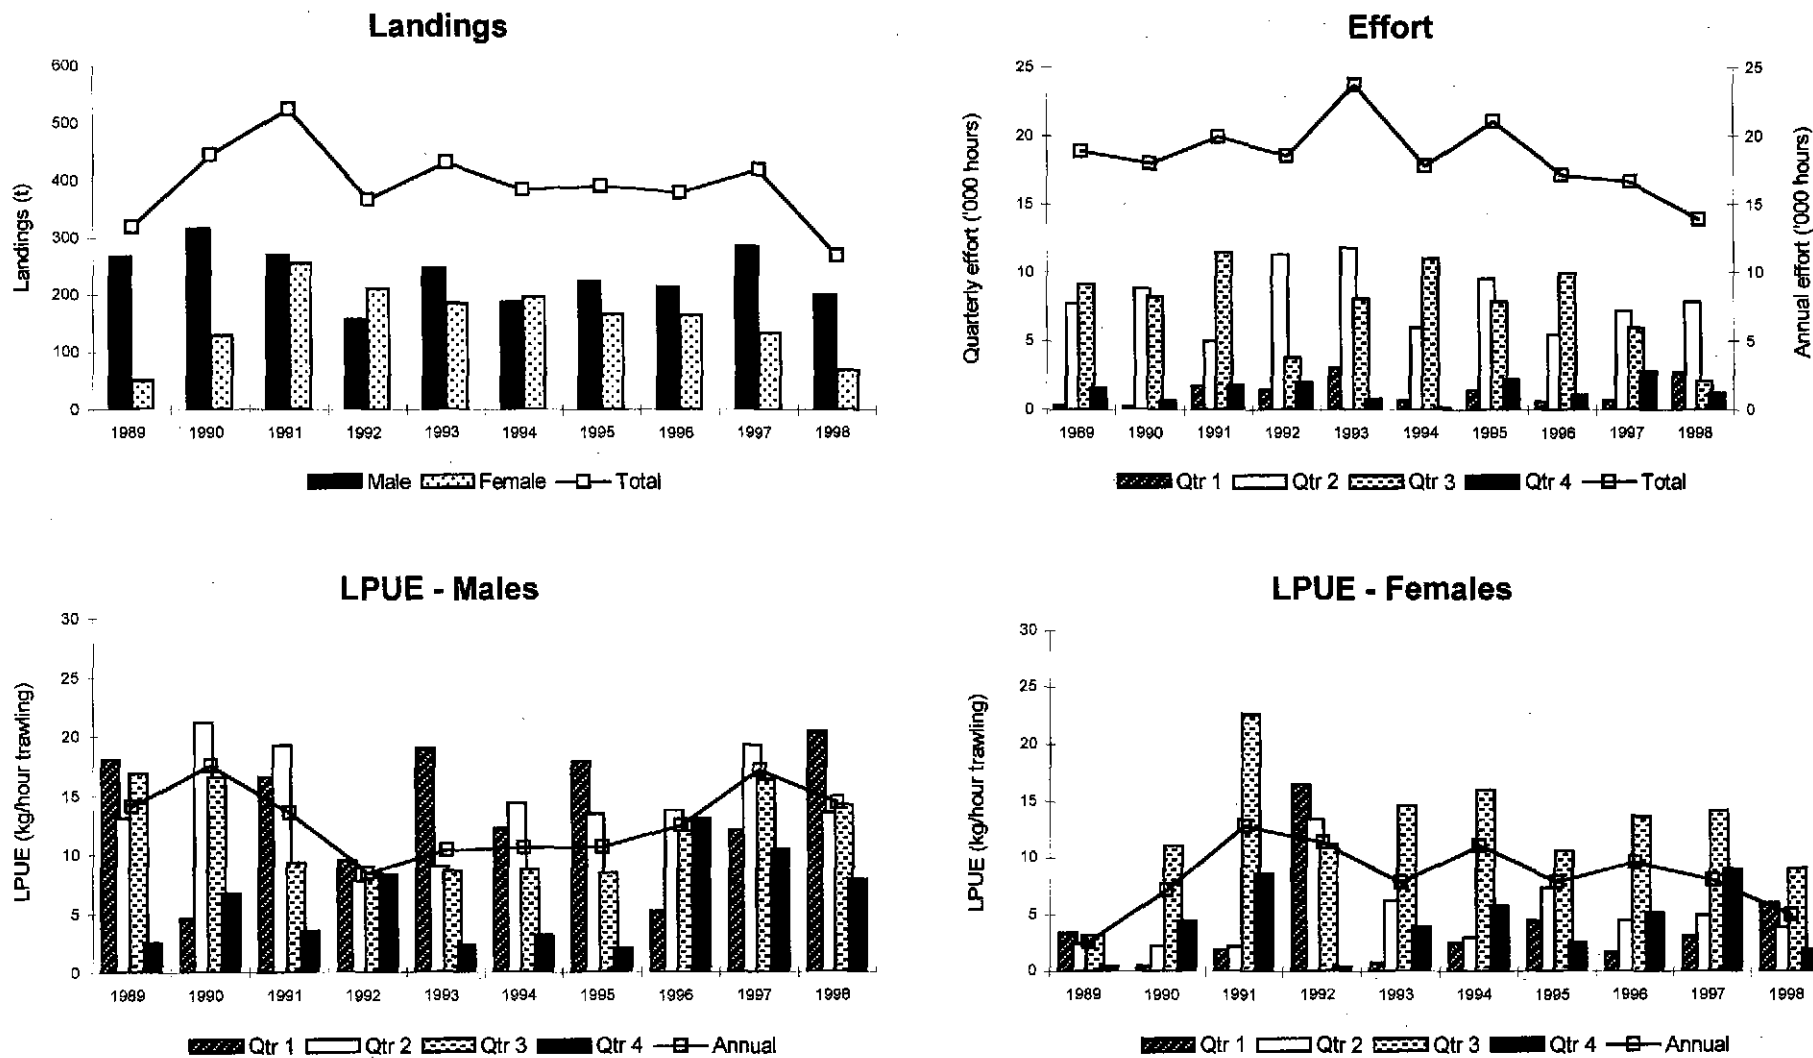 Landings
Landings (t)
600
500
400
300
200
100
0
1989 1990 1991 1992 1993 1994 1995 1996 1997 1998
Male Female Total
Effort
Quarterly effort ('000 hours)
25
20
15
10
5
0
Annual effort ('000 hours)
25
20
15
10
5
0
1989 1990 1991 1992 1993 1994 1995 1996 1997 1998
Qtr 1 Qtr 2 Qtr 3 Qtr 4 Total
LPUE - Males
LPUE (kg/hour trawling)
30
25
20
15
10
5
0
1989 1990 1991 1992 1993 1994 1995 1996 1997 1998
Qtr 1 Qtr 2 Qtr 3 Qtr 4 Annual
LPUE - Females
LPUE (kg/hour trawling)
30
25
20
15
10
5
0
1989 1990 1991 1992 1993 1994 1995 1996 1997 1998
Qtr 1 Qtr 2 Qtr 3 Qtr 4 Annual